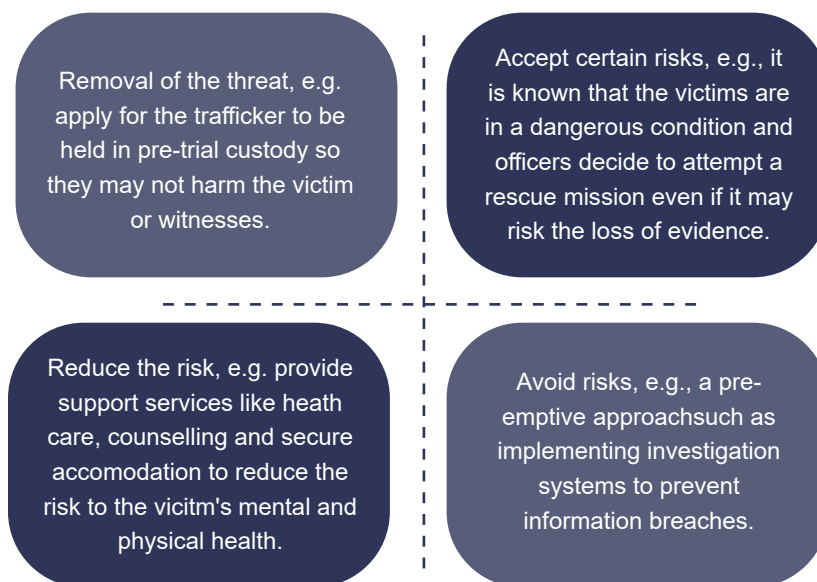 Removal of the threat, e.g.
apply for the trafficker to be
held in pre-trial custody so
they may not harm the victim
or witnesses.
Accept certain risks, e.g., it
is known that the victims are
in a dangerous condition and
officers decide to attempt a
rescue mission even if it may
risk the loss of evidence.
Reduce the risk, e.g. provide
support services like heath
care, counselling and secure
accomodation to reduce the
risk to the vicitm's mental and
physical health.
Avoid risks, e.g., a pre-
emptive approachsuch as
implementing investigation
systems to prevent
information breaches.